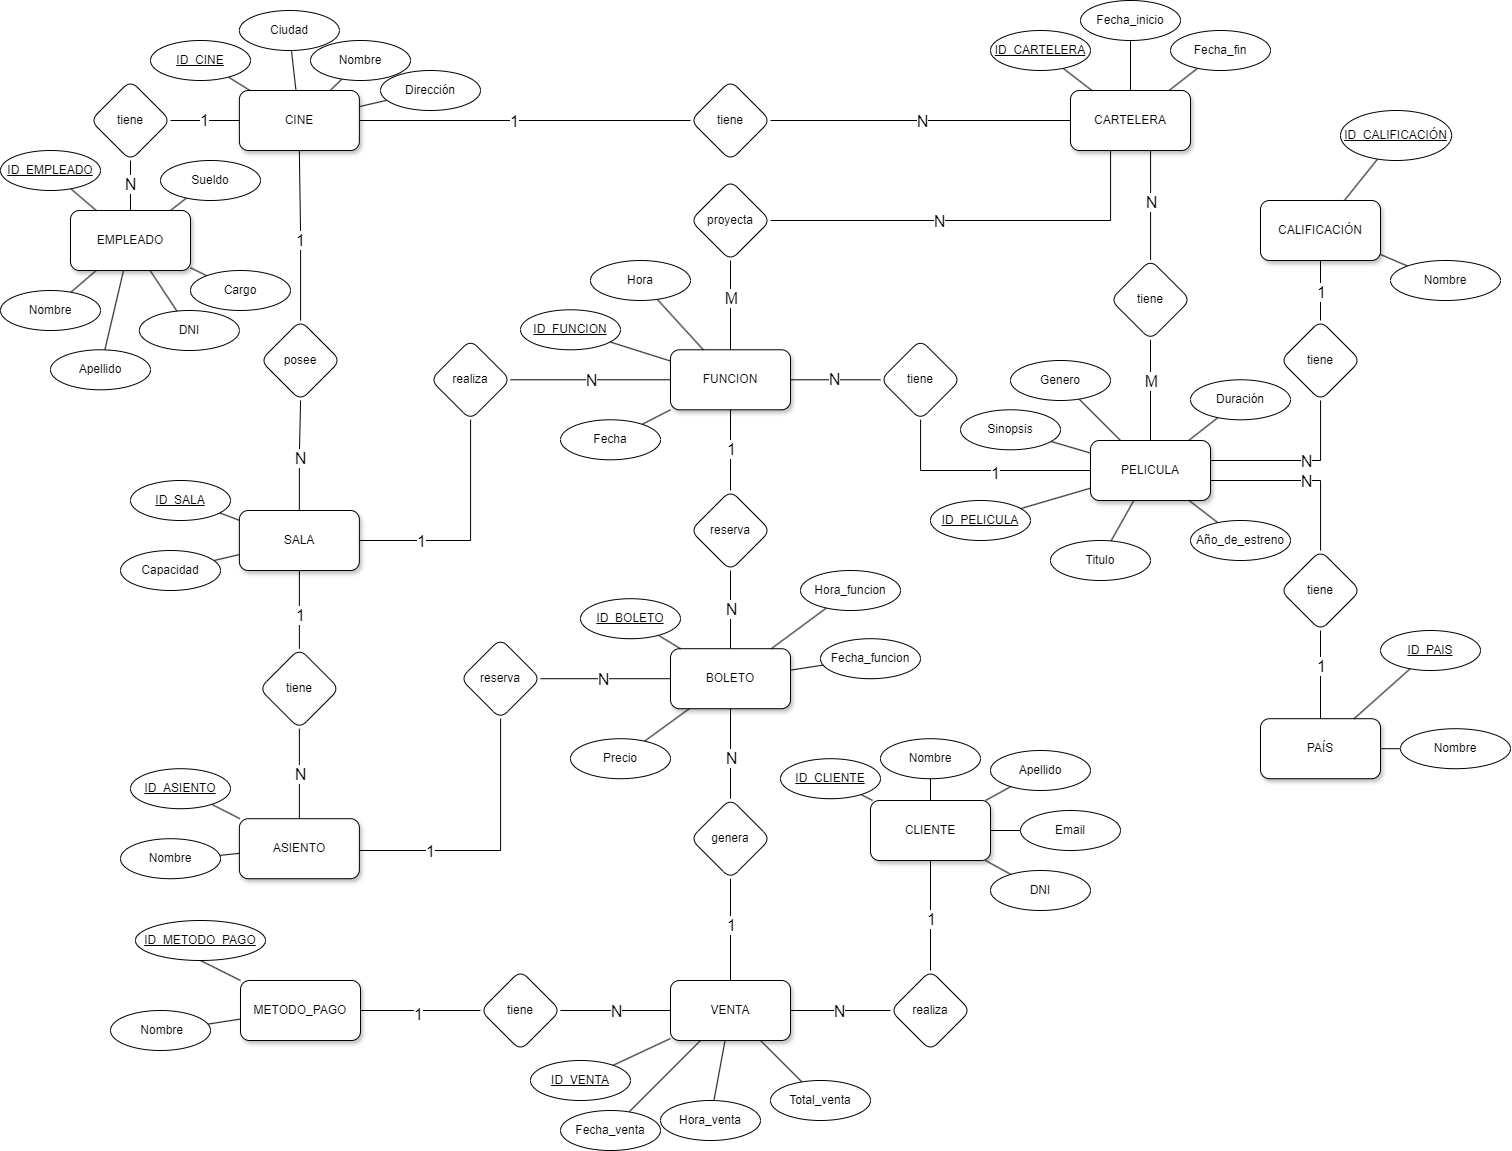 Ciudad
Fecha_inicio
ID_CINE
Nombre
ID_CARTELERA
Fecha_fin
Dirección
tiene
1
CINE
1
tiene
N
CARTELERA
ID_CALIFICACIÓN
ID_EMPLEADO
N
Sueldo
N
proyecta
N
CALIFICACIÓN
EMPLEADO
1
Hora
Nombre
Cargo
M
tiene
1
Nombre
DNI
ID_FUNCION
Apellido
posee
tiene
realiza
N
FUNCION
N
tiene
Genero
M
Duración
Sinopsis
Fecha
1
N
PELICULA
N
1
N
ID_SALA
ID_PELICULA
reserva
SALA
1
Año_de_estreno
Titulo
Capacidad
Hora_funcion
tiene
1
N
ID_BOLETO
ID_PAIS
Fecha_funcion
1
reserva
N
BOLETO
tiene
PAÍS
Nombre
Precio
N
Nombre
N
Apellido
ID_CLIENTE
ID_ASIENTO
CLIENTE
Email
genera
ASIENTO
1
Nombre
DNI
1
1
ID_METODO_PAGO
METODO_PAGO
1
tiene
N
VENTA
N
realiza
Nombre
ID_VENTA
Total_venta
Hora_venta
Fecha_venta